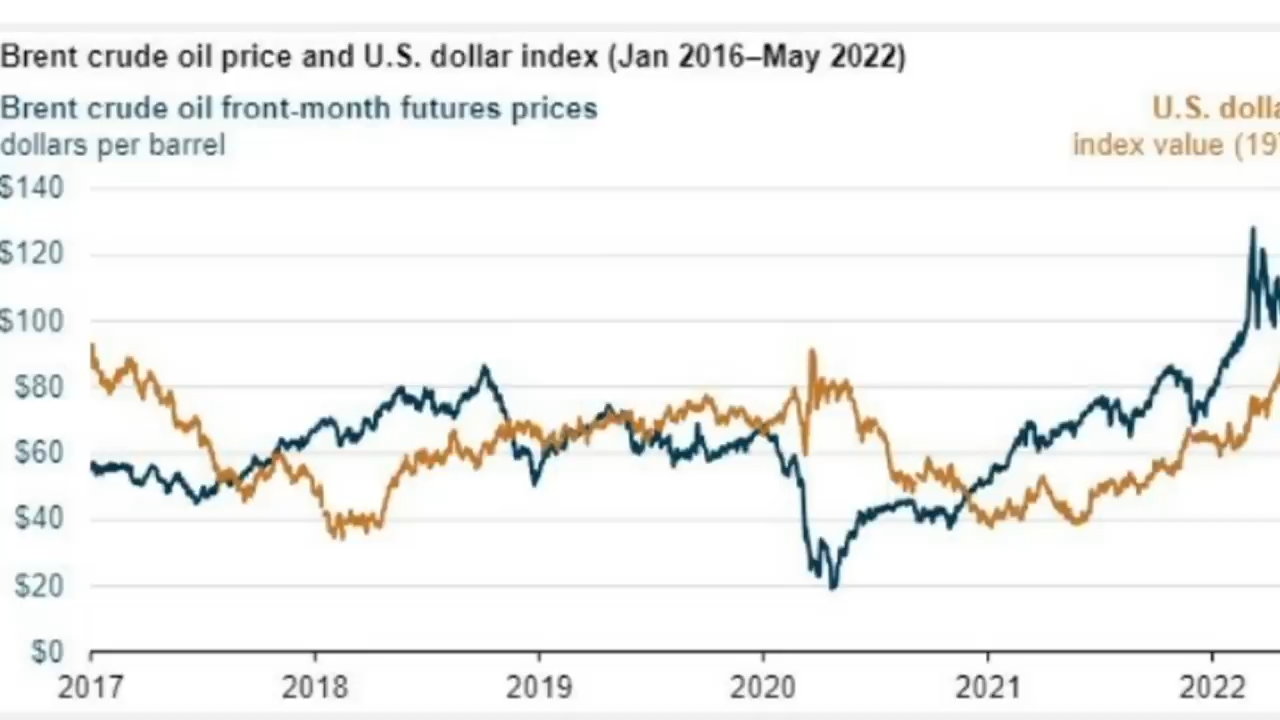 Brent crude oil price and U.S. dollar index (Jan 2016–May 2022)
Brent crude oil front-month futures prices
dollars per barrel
U.S. dolla
index value (197
$140
$120
$100
$80
$60
$40
$20
$0
2017 2018 2019 2020 2021 2022